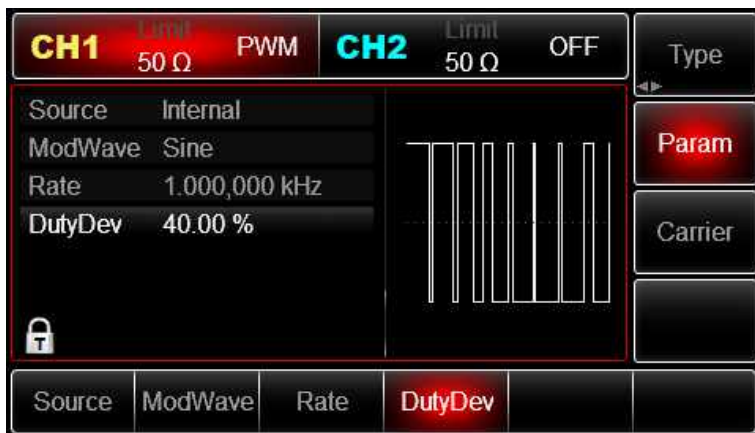 CH1 Limit 50 Ω PWM CH2 Limit 50 Ω OFF
Type
Source Internal
ModWave Sine
Rate 1.000,000 kHz
DutyDev 40.00 %
Param
Carrier
T
Source ModWave Rate DutyDev